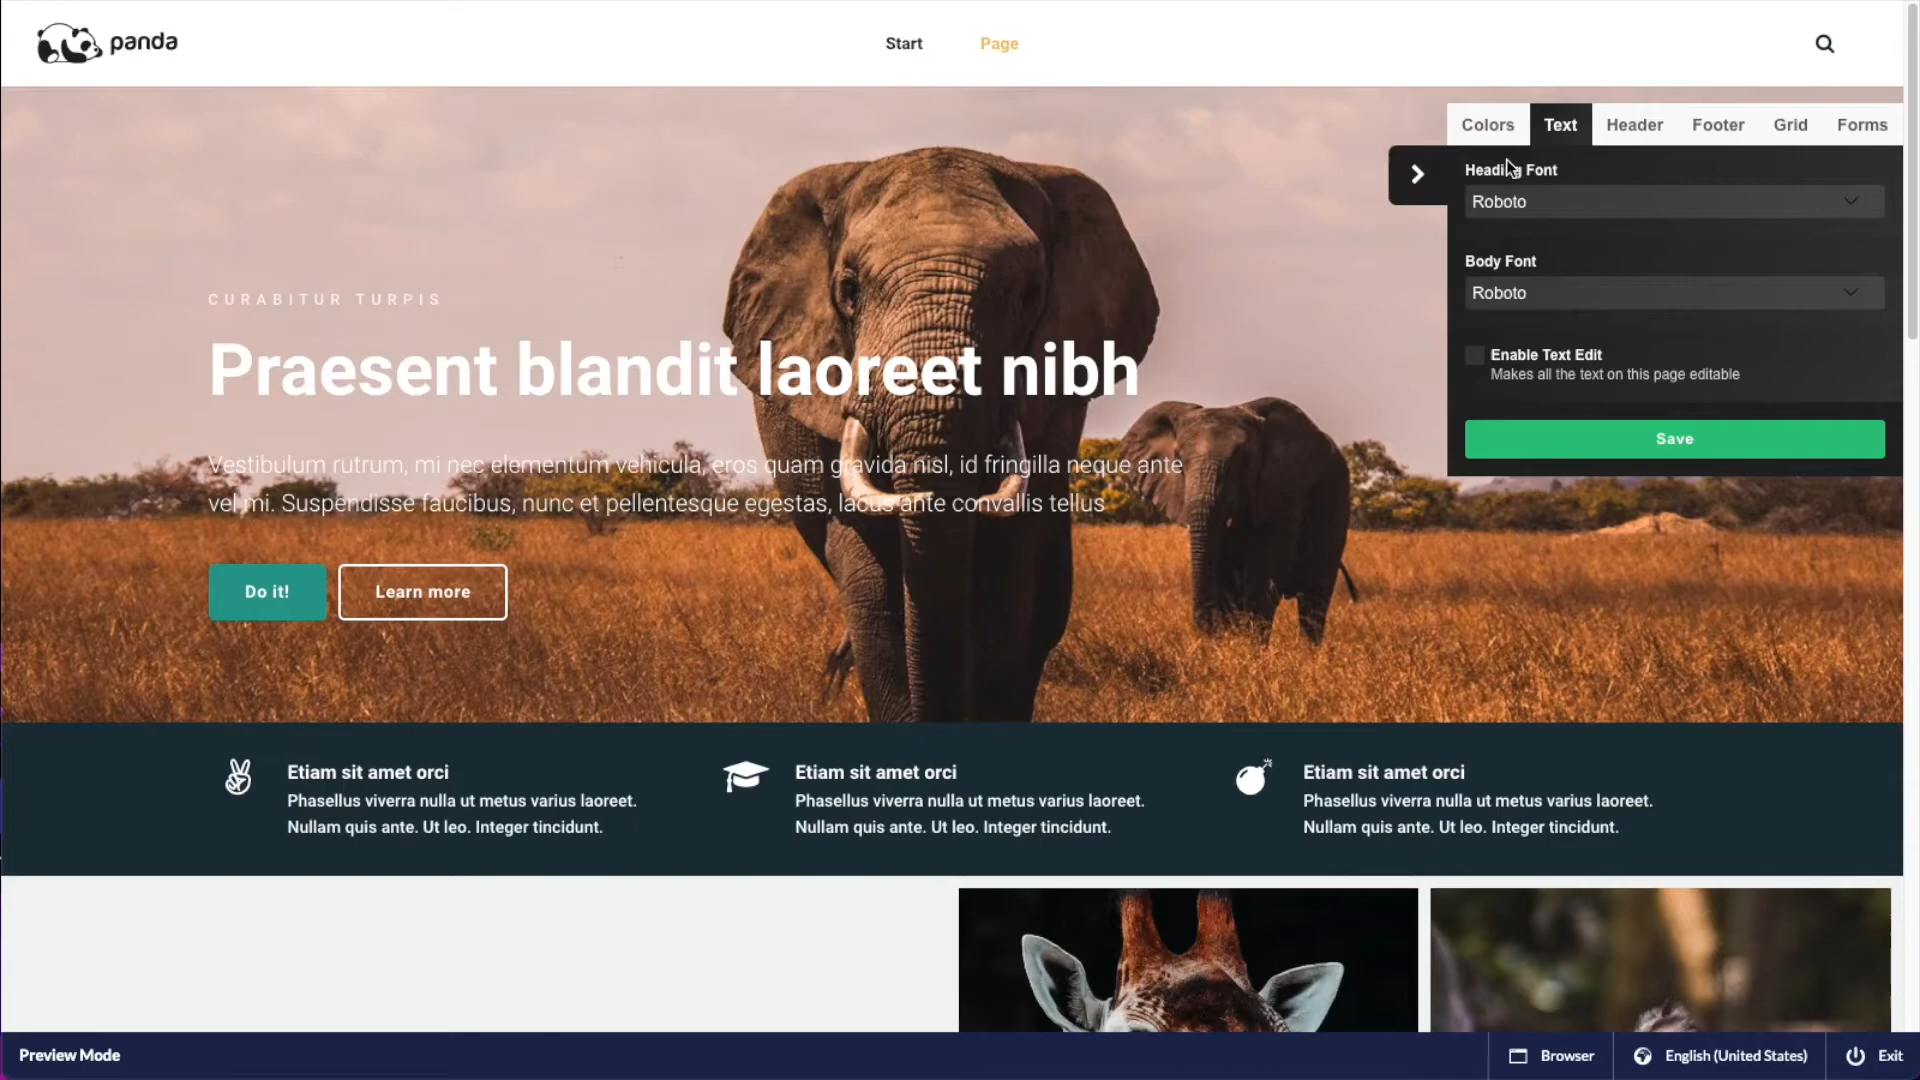 panda
Start
Page
Colors
Text
Header
Footer
Grid
Forms
Heading Font
Roboto
Body Font
Roboto
Enable Text Edit
Makes all the text on this page editable
Save
CURABITUR TURPIS
Praesent blandit laoreet nibh
Vestibulum rutrum, mi nec elementum vehicula, eros quam gravida nisl, id fringilla neque ante
vel mi. Suspendisse faucibus, nunc et pellentesque egestas, lacus ante convallis tellus
Do it!
Learn more
Etiam sit amet orci
Phasellus viverra nulla ut metus varius laoreet.
Nullam quis ante. Ut leo. Integer tincidunt.
Etiam sit amet orci
Phasellus viverra nulla ut metus varius laoreet.
Nullam quis ante. Ut leo. Integer tincidunt.
Etiam sit amet orci
Phasellus viverra nulla ut metus varius laoreet.
Nullam quis ante. Ut leo. Integer tincidunt.
Preview Mode
Browser
English (United States)
Exit